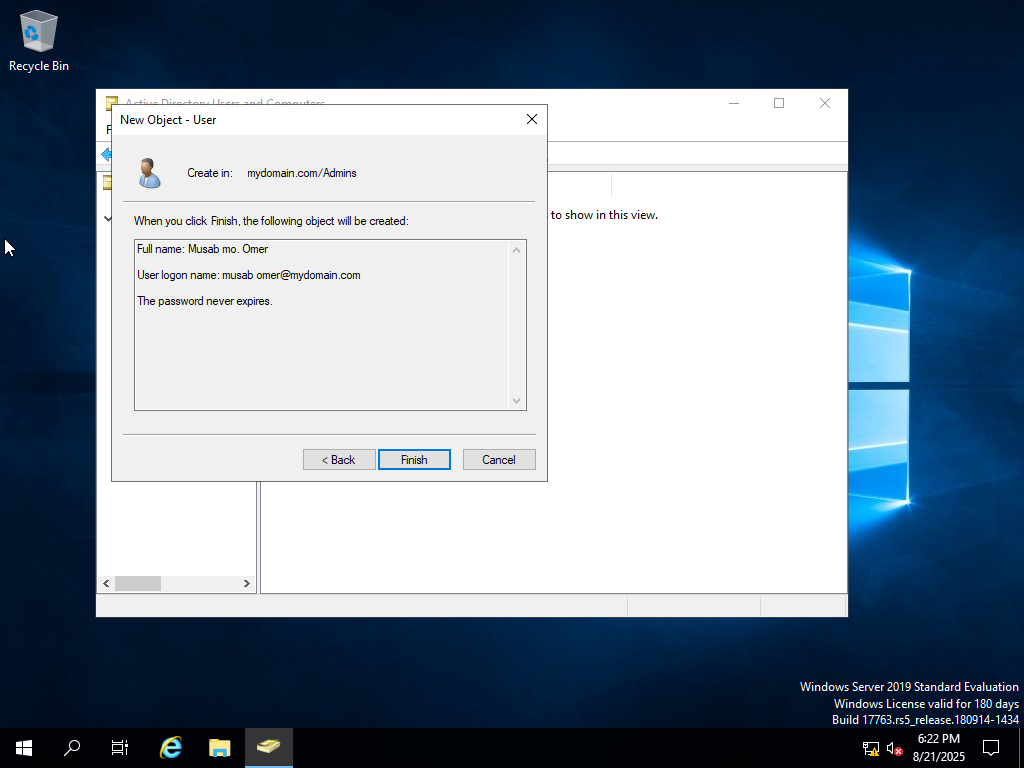 Recycle Bin
Active Directory Users and Computers
New Object - User
Create in: mydomain.com/Admins
When you click Finish, the following object will be created:
Full name: Musab mo. Omer
User logon name: musab omer@mydomain.com
The password never expires.
to show in this view.
< Back
Finish
Cancel
Windows Server 2019 Standard Evaluation
Windows License valid for 180 days
Build 17763.rs5_release.180914-1434
6:22 PM
8/21/2025